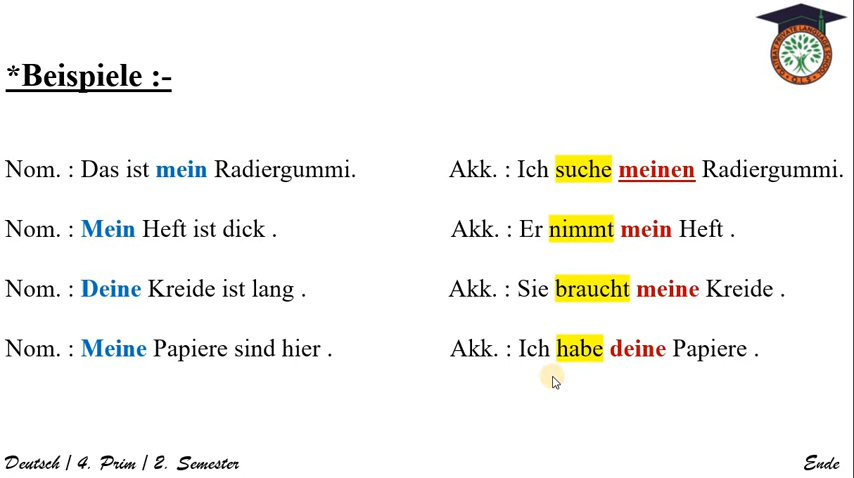 *Beispiele :-
Nom. : Das ist mein Radiergummi.
Akk. : Ich suche meinen Radiergummi.
Nom. : Mein Heft ist dick .
Akk. : Er nimmt mein Heft .
Nom. : Deine Kreide ist lang .
Akk. : Sie braucht meine Kreide .
Nom. : Meine Papiere sind hier .
Akk. : Ich habe deine Papiere .
Deutsch | 4. Prim | 2. Semester
Ende